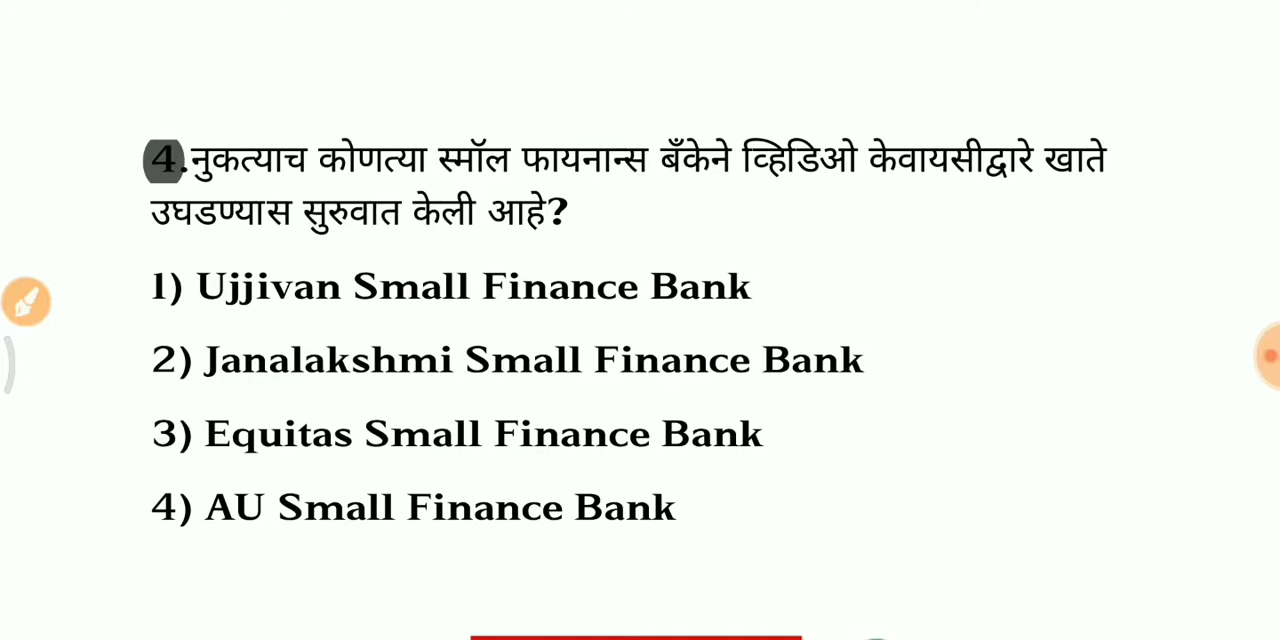 4.नुकत्याच कोणत्या स्मॉल फायनान्स बँकेने व्हिडिओ केवायसीद्वारे खाते
उघडण्यास सुरुवात केली आहे?
1) Ujjivan Small Finance Bank
2) Janalakshmi Small Finance Bank
3) Equitas Small Finance Bank
4) AU Small Finance Bank